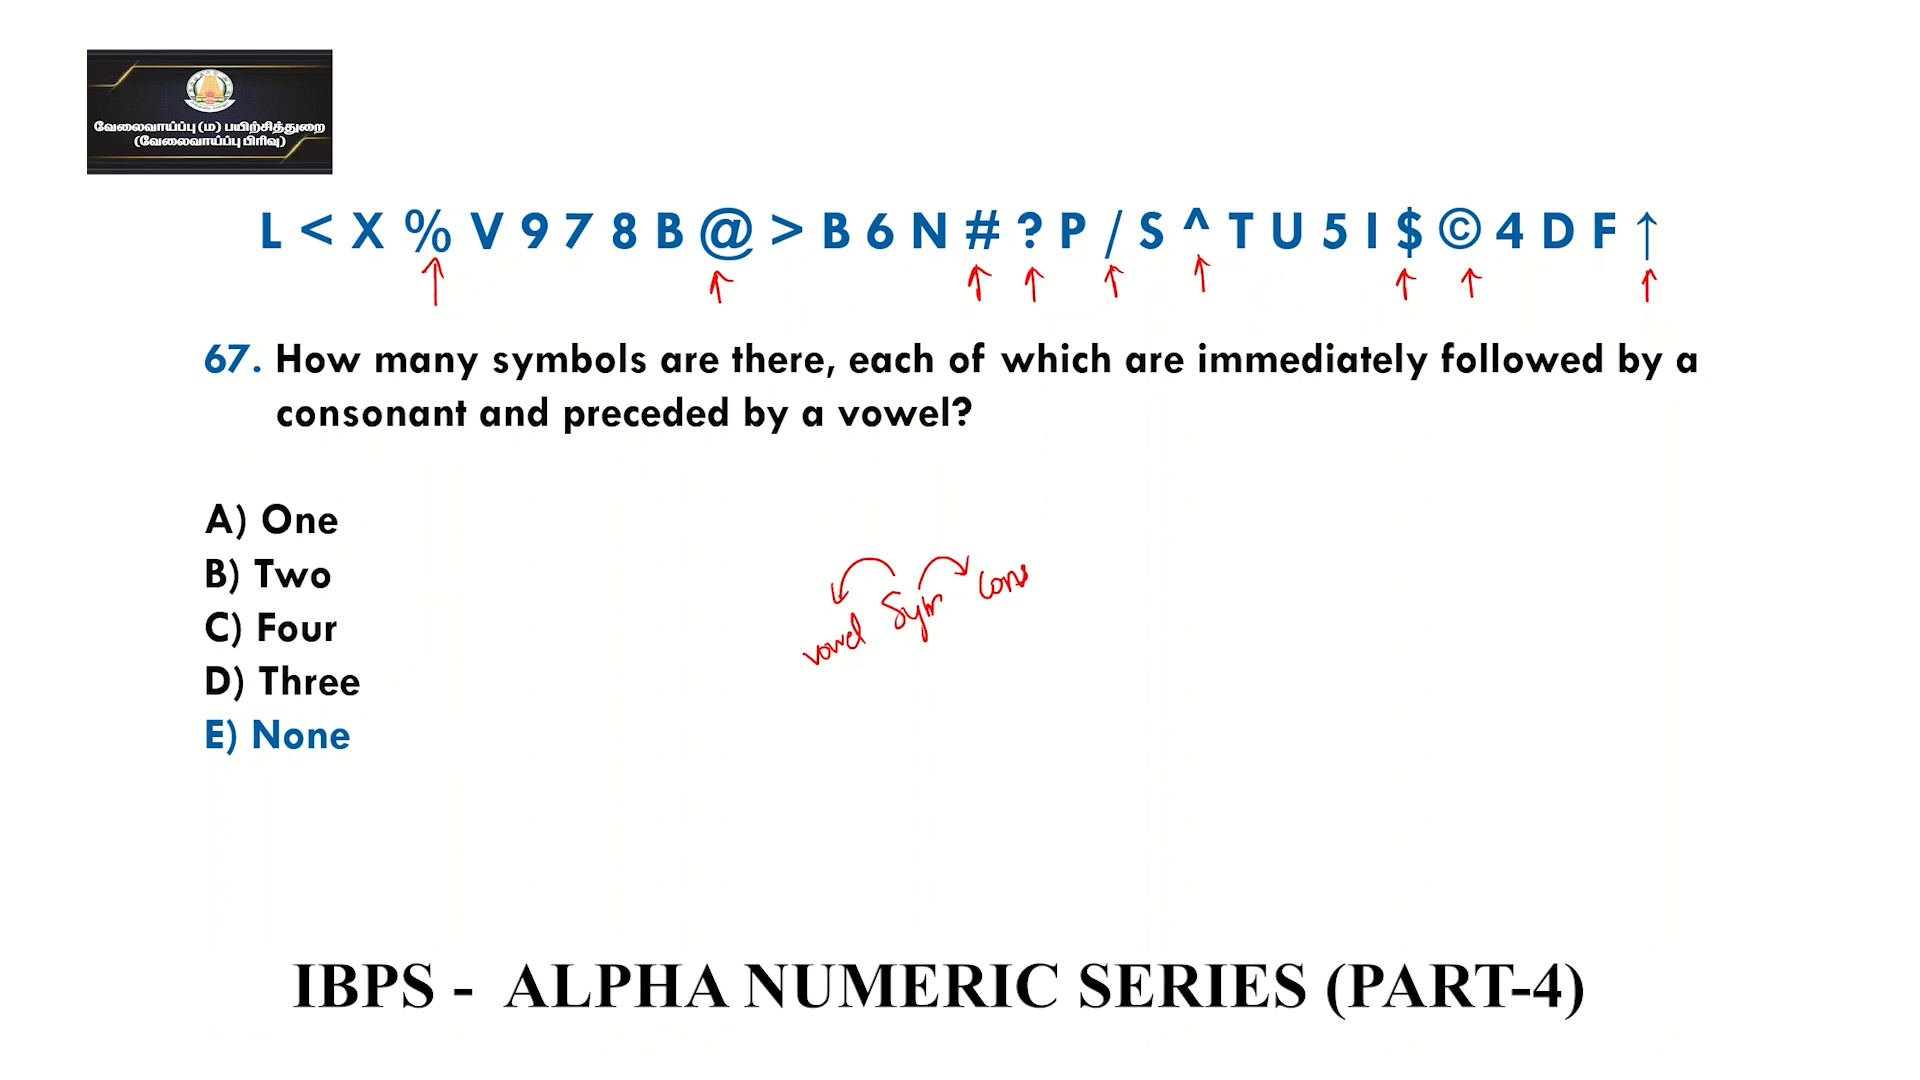 வேலைவாய்ப்பு (ம) பயிற்சித்துறை
(வேலைவாய்ப்பு பிரிவு)
L < X % V 9 7 8 B @ > B 6 N # ? P / S ^ T U 5 I $ © 4 D F ↑
67. How many symbols are there, each of which are immediately followed by a
consonant and preceded by a vowel?
A) One
B) Two
C) Four
D) Three
E) None
vowel Sym Cons
IBPS - ALPHA NUMERIC SERIES (PART-4)